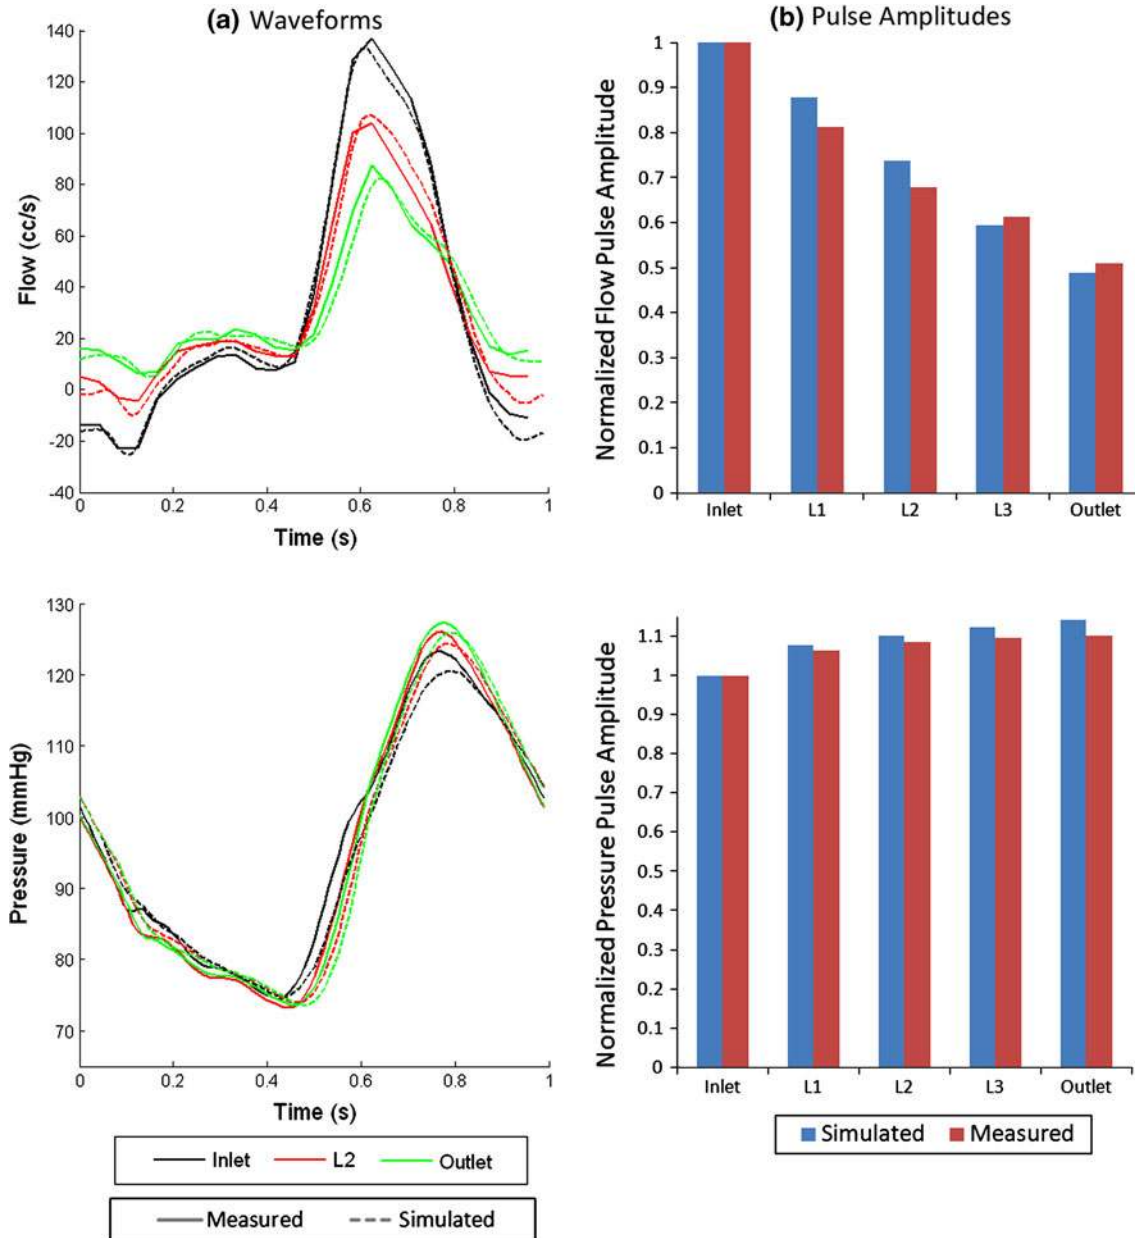 (a) Waveforms
140
120
100
80
60
40
20
0
-20
-40
Flow (cc/s)
0 0.2 0.4 0.6 0.8 1
Time (s)
(b) Pulse Amplitudes
1
0.9
0.8
0.7
0.6
0.5
0.4
0.3
0.2
0.1
0
Normalized Flow Pulse Amplitude
Inlet L1 L2 L3 Outlet
130
120
110
100
90
80
70
Pressure (mmHg)
0 0.2 0.4 0.6 0.8 1
Time (s)
1.1
1
0.9
0.8
0.7
0.6
0.5
0.4
0.3
0.2
0.1
0
Normalized Pressure Pulse Amplitude
Inlet L1 L2 L3 Outlet
Inlet L2 Outlet
Measured Simulated
Simulated Measured